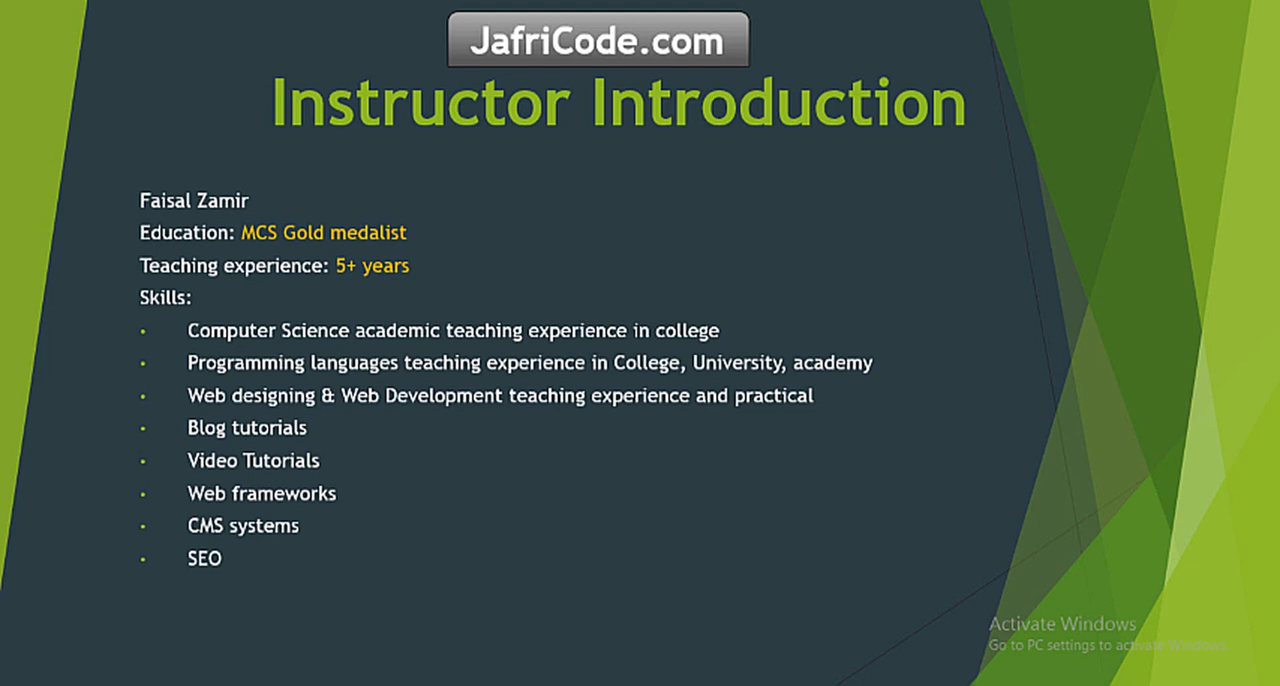 JafriCode.com
Instructor Introduction
Faisal Zamir
Education: MCS Gold medalist
Teaching experience: 5+ years
Skills:
• Computer Science academic teaching experience in college
• Programming languages teaching experience in College, University, academy
• Web designing & Web Development teaching experience and practical
• Blog tutorials
• Video Tutorials
• Web frameworks
• CMS systems
• SEO
Activate Windows
Go to PC settings to activate Windows.